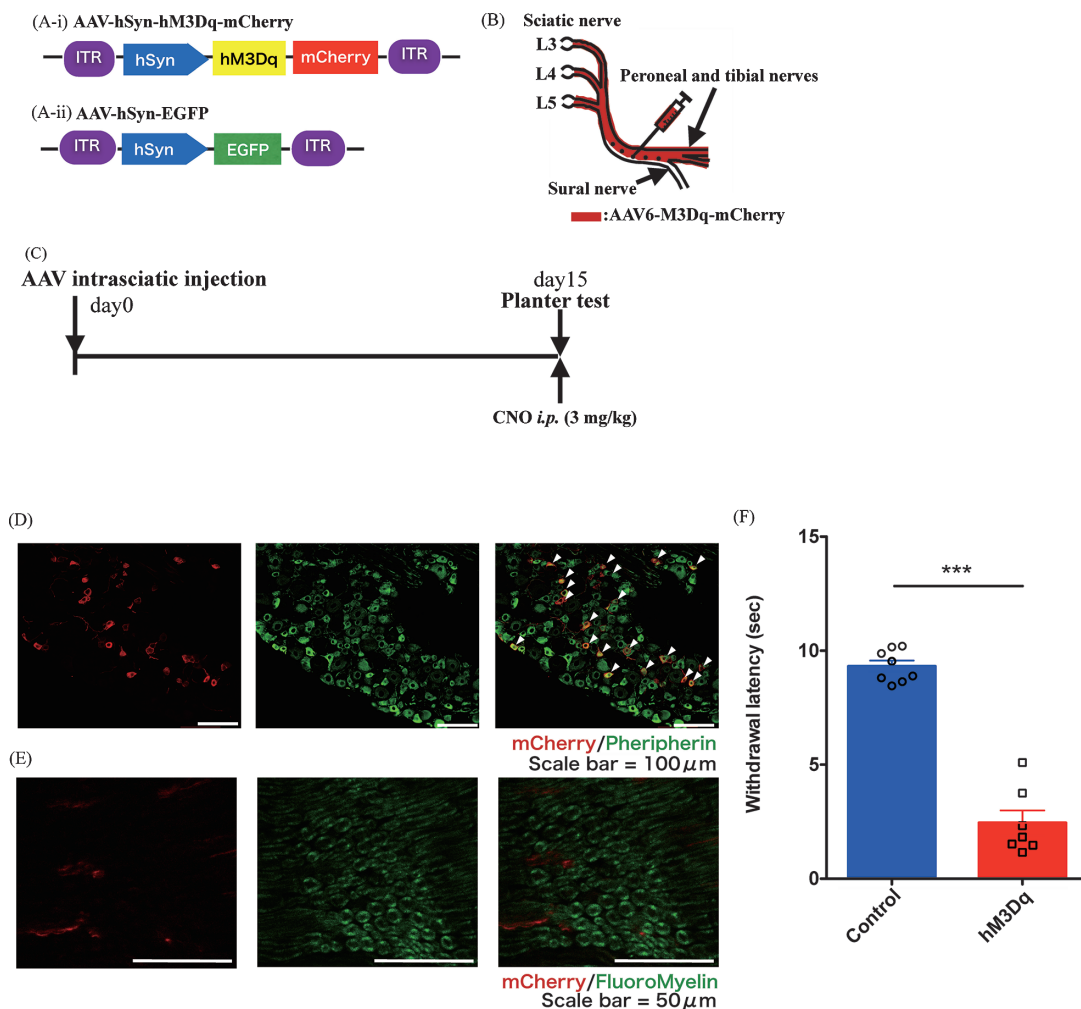 (A-i) AAV-hSyn-hM3Dq-mCherry
ITR hSyn hM3Dq mCherry ITR
(A-ii) AAV-hSyn-EGFP
ITR hSyn EGFP ITR
(B) Sciatic nerve
L3
L4
L5
Peroneal and tibial nerves
Sural nerve
:AAV6-M3Dq-mCherry
(C)
AAV intrasciatic injection
day0
day15
Planter test
CNO i.p. (3 mg/kg)
(D)
mCherry/Pheripherin
Scale bar = 100μm
(E)
mCherry/FluoroMyelin
Scale bar = 50μm
(F)
Withdrawal latency (sec)
15
10
5
0
***
Control
hM3Dq